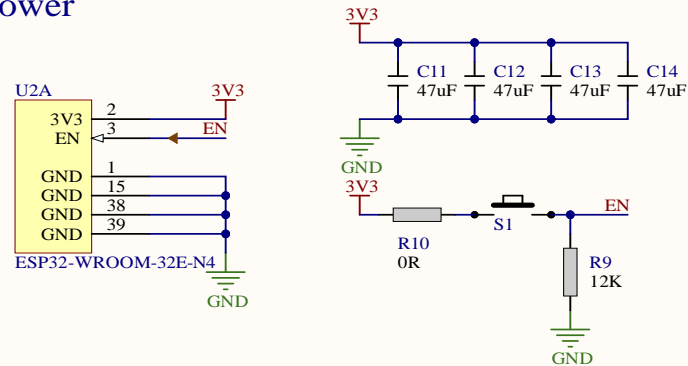 ower
U2A
3V3 2 3V3
EN 3 EN
GND 1
GND 15
GND 38
GND 39
ESP32-WROOM-32E-N4
GND
3V3
C11 C12 C13 C14
47uF 47uF 47uF 47uF
GND
3V3
EN
S1
R10
0R
R9
12K
GND